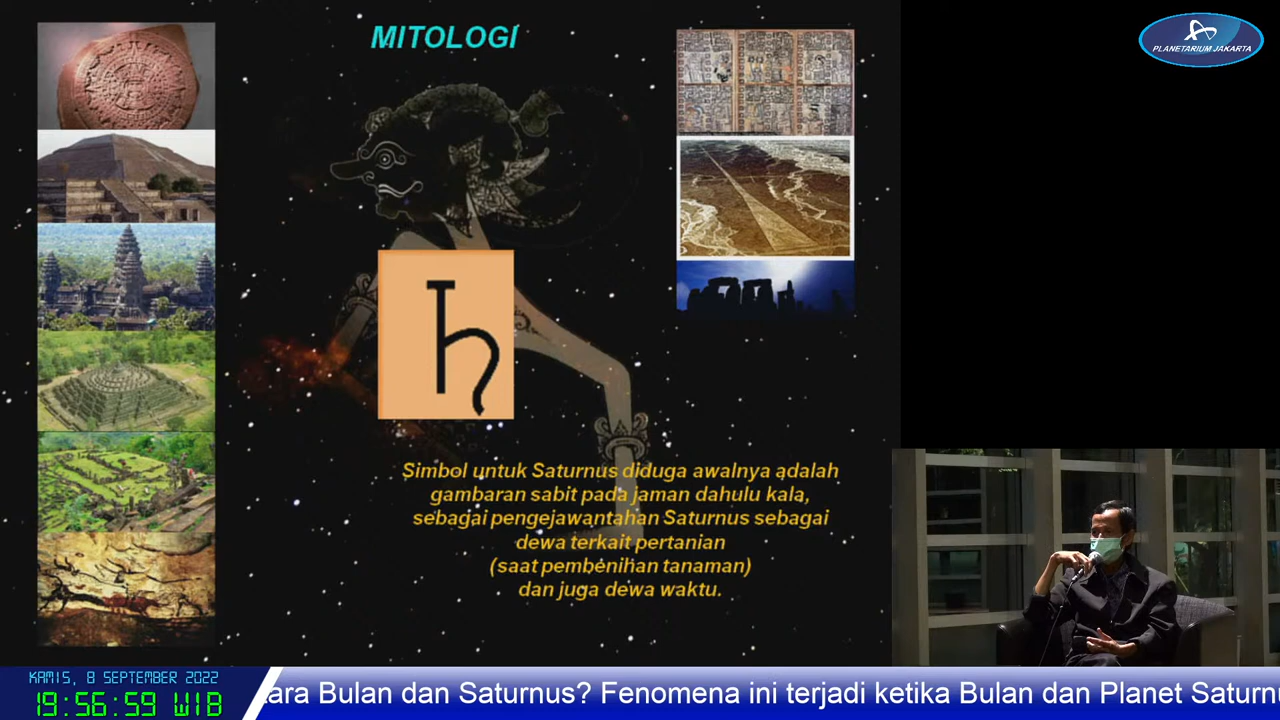 MITOLOGI
PLANETARIUM JAKARTA
Simbol untuk Saturnus diduga awalnya adalah
gambaran sabit pada jaman dahulu kala,
sebagai pengejawantahan Saturnus sebagai
dewa terkait pertanian
(saat pembenihan tanaman)
dan juga dewa waktu.
KAMIS, 8 SEPTEMBER 2022
19:56:59 WIB
ara Bulan dan Saturnus? Fenomena ini terjadi ketika Bulan dan Planet Saturnu